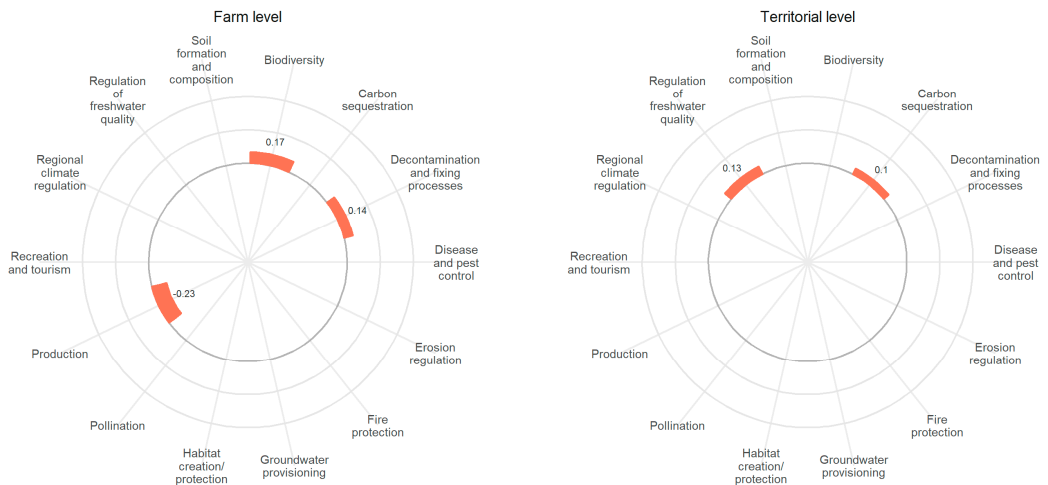 Farm level
Soil
formation
and
composition
Biodiversity
Carbon
sequestration
Decontamination
and fixing
processes
Disease
and pest
control
Erosion
regulation
Fire
protection
Groundwater
provisioning
Habitat
creation/
protection
Pollination
Production
Recreation
and tourism
Regional
climate
regulation
Regulation
of
freshwater
quality
0.17
0.14
-0.23
Territorial level
Soil
formation
and
composition
Biodiversity
Carbon
sequestration
Decontamination
and fixing
processes
Disease
and pest
control
Erosion
regulation
Fire
protection
Groundwater
provisioning
Habitat
creation/
protection
Pollination
Production
Recreation
and tourism
Regional
climate
regulation
Regulation
of
freshwater
quality
0.13
0.1